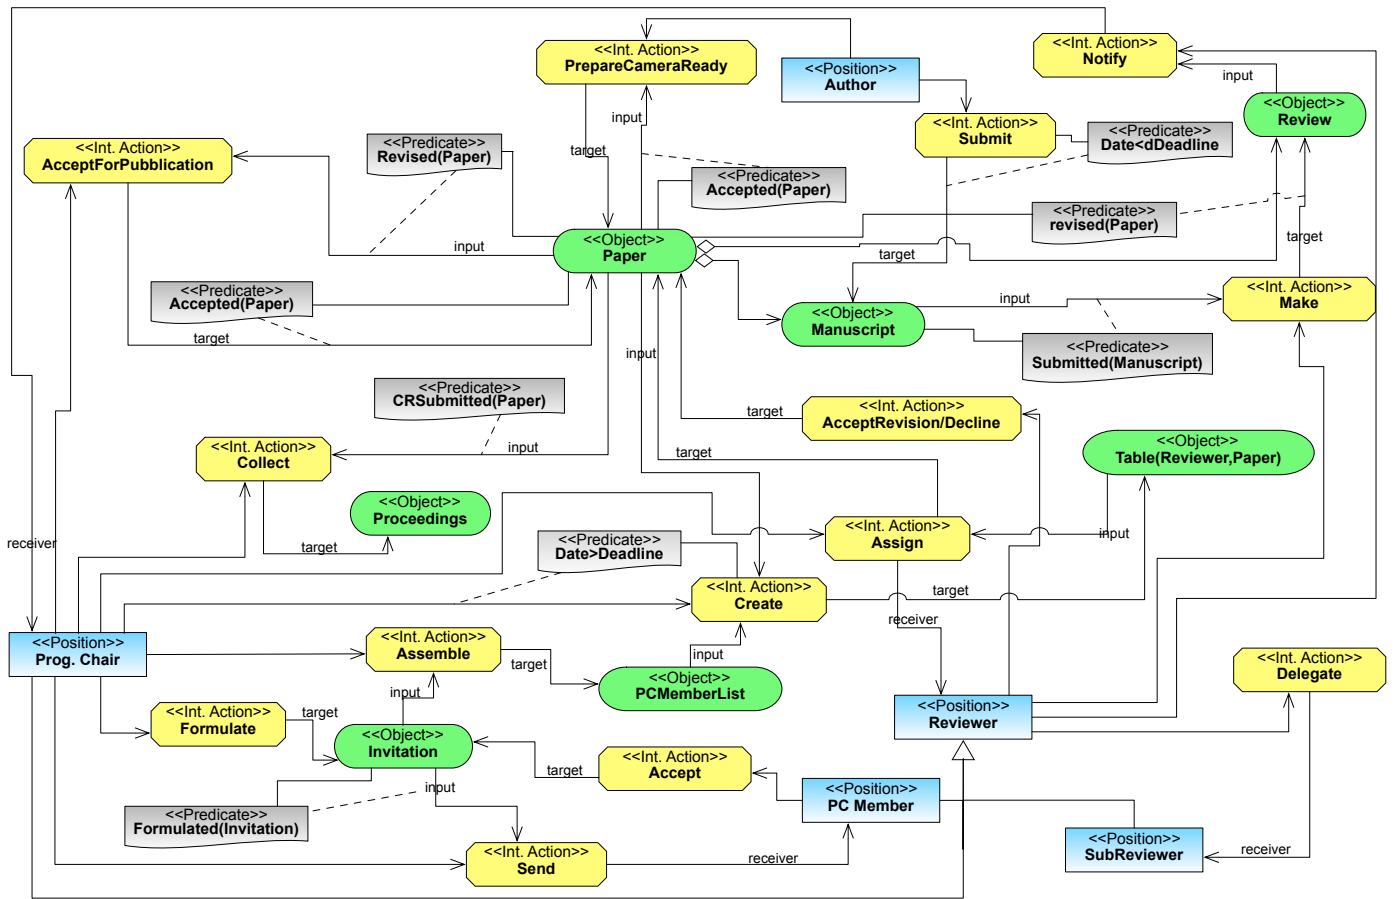 <<Int. Action>>
PrepareCameraReady
<<Position>>
Author
<<Int. Action>>
Notify
input
<<Object>>
Review
<<Int. Action>>
AcceptForPubblication
<<Predicate>>
Revised(Paper)
target
input
<<Int. Action>>
Submit
<<Predicate>>
Date<dDeadline
target
<<Predicate>>
Accepted(Paper)
<<Predicate>>
revised(Paper)
target
input
<<Object>>
Paper
target
<<Predicate>>
Accepted(Paper)
target
<<Object>>
Manuscript
input
<<Int. Action>>
Make
<<Predicate>>
Submitted(Manuscript)
input
<<Predicate>>
CRSubmitted(Paper)
<<Int. Action>>
AcceptRevision/Decline
target
<<Int. Action>>
Collect
input
target
<<Object>>
Table(Reviewer,Paper)
<<Object>>
Proceedings
target
receiver
<<Predicate>>
Date>Deadline
<<Int. Action>>
Assign
input
<<Int. Action>>
Create
target
receiver
<<Position>>
Prog. Chair
<<Int. Action>>
Assemble
target
input
<<Object>>
PCMemberList
input
<<Int. Action>>
Delegate
<<Int. Action>>
Formulate
target
<<Object>>
Invitation
<<Position>>
Reviewer
target
<<Int. Action>>
Accept
input
<<Predicate>>
Formulated(Invitation)
<<Position>>
PC Member
<<Position>>
SubReviewer
receiver
<<Int. Action>>
Send
receiver